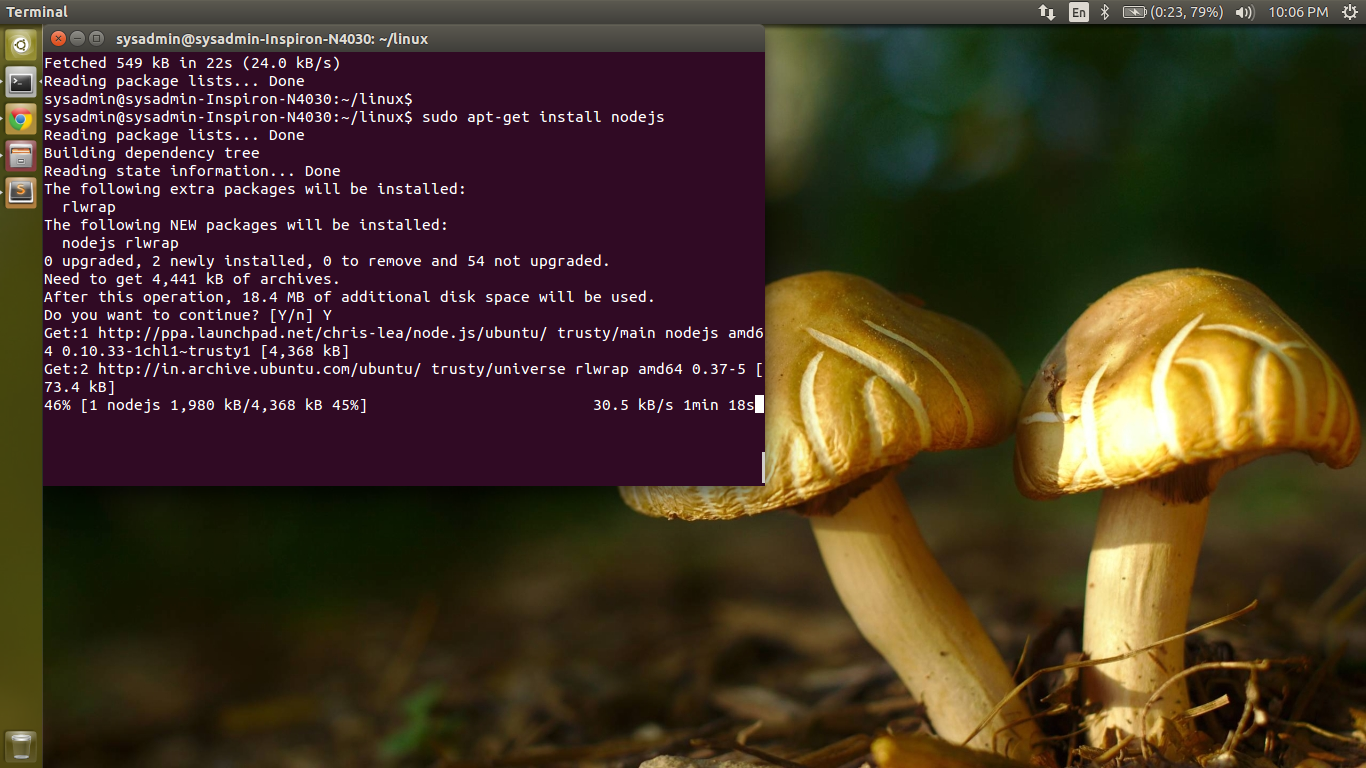 Terminal
En
(0:23, 79%)
10:06 PM
sysadmin@sysadmin-Inspiron-N4030: ~/linux
Fetched 549 kB in 22s (24.0 kB/s)
Reading package lists... Done
sysadmin@sysadmin-Inspiron-N4030:~/linux$
sysadmin@sysadmin-Inspiron-N4030:~/linux$ sudo apt-get install nodejs
Reading package lists... Done
Building dependency tree
Reading state information... Done
The following extra packages will be installed:
  rlwrap
The following NEW packages will be installed:
  nodejs rlwrap
0 upgraded, 2 newly installed, 0 to remove and 54 not upgraded.
Need to get 4,441 kB of archives.
After this operation, 18.4 MB of additional disk space will be used.
Do you want to continue? [Y/n] Y
Get:1 http://ppa.launchpad.net/chris-lea/node.js/ubuntu/ trusty/main nodejs amd6
4 0.10.33-1chl1~trusty1 [4,368 kB]
Get:2 http://in.archive.ubuntu.com/ubuntu/ trusty/universe rlwrap amd64 0.37-5 [
73.4 kB]
46% [1 nodejs 1,980 kB/4,368 kB 45%]                         30.5 kB/s 1min 18s